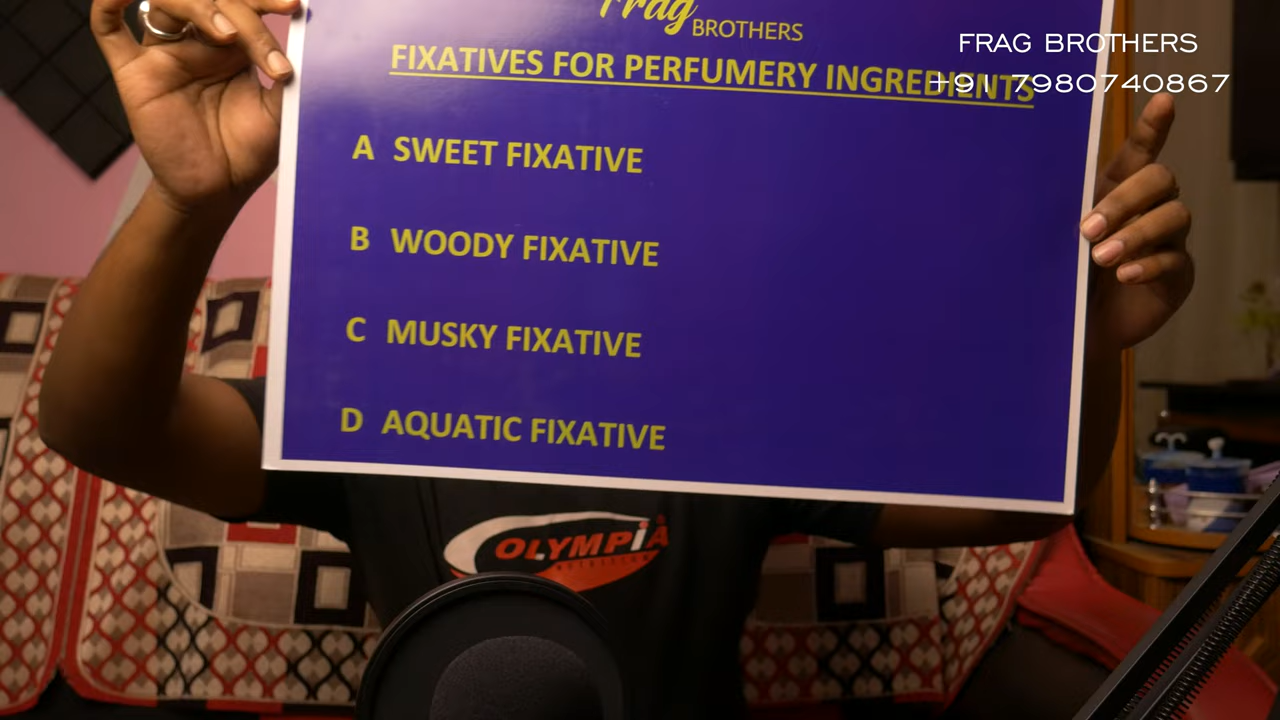 Frag
BROTHERS
FRAG BROTHERS
+91 7980740867
FIXATIVES FOR PERFUMERY INGREDIENTS
A SWEET FIXATIVE
B WOODY FIXATIVE
C MUSKY FIXATIVE
D AQUATIC FIXATIVE
OLYMPiA